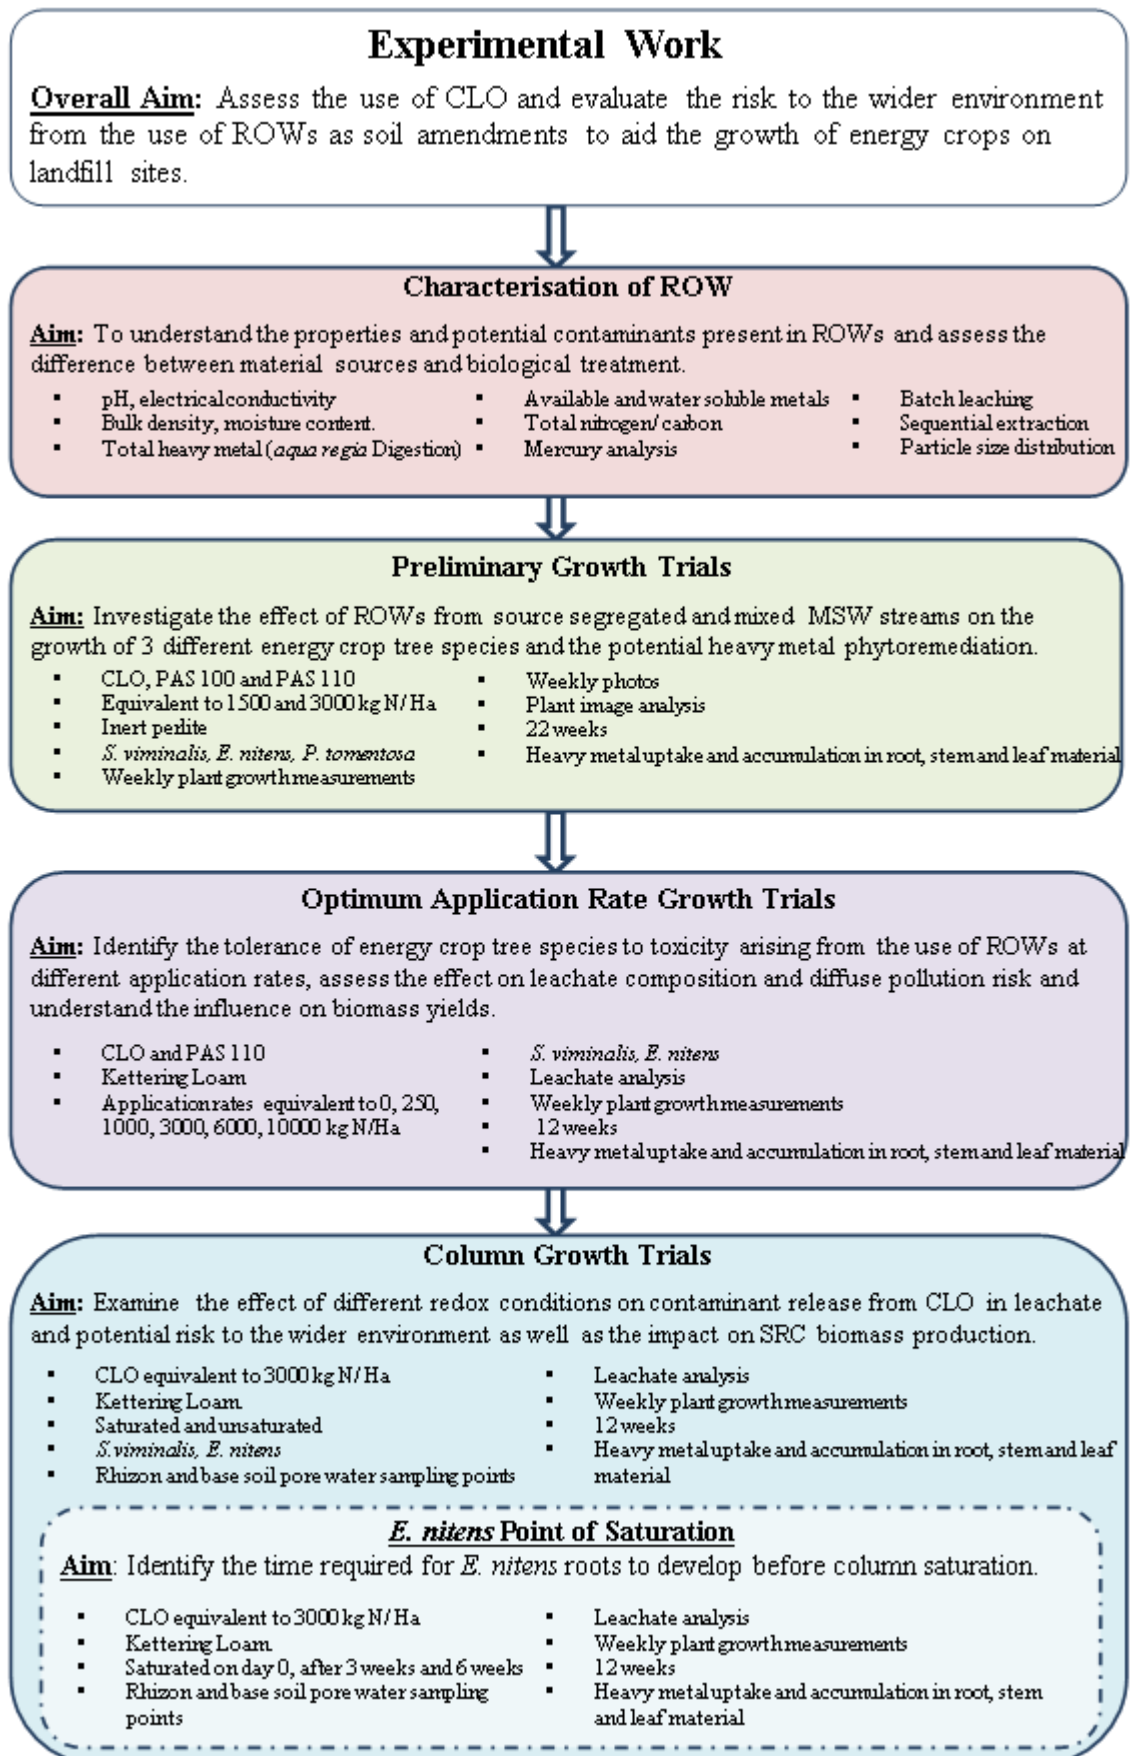 Experimental Work
Overall Aim: Assess the use of CLO and evaluate the risk to the wider environment
from the use of ROWs as soil amendments to aid the growth of energy crops on
landfill sites.
Characterisation of ROW
Aim: To understand the properties and potential contaminants present in ROWs and assess the
difference between material sources and biological treatment.
▪ pH, electrical conductivity
▪ Bulk density, moisture content.
▪ Total heavy metal (aqua regia Digestion)
▪ Available and water soluble metals
▪ Total nitrogen/ carbon
▪ Mercury analysis
▪ Batch leaching
▪ Sequential extraction
▪ Particle size distribution
Preliminary Growth Trials
Aim: Investigate the effect of ROWs from source segregated and mixed MSW streams on the
growth of 3 different energy crop tree species and the potential heavy metal phytoremediation.
▪ CLO, PAS 100 and PAS 110
▪ Equivalent to 1500 and 3000 kg N/ Ha
▪ Inert perlite
▪ S. viminalis, E. nitens, P. tomentosa
▪ Weekly plant growth measurements
▪ Weekly photos
▪ Plant image analysis
▪ 22 weeks
▪ Heavy metal uptake and accumulation in root, stem and leaf material
Optimum Application Rate Growth Trials
Aim: Identify the tolerance of energy crop tree species to toxicity arising from the use of ROWs at
different application rates, assess the effect on leachate composition and diffuse pollution risk and
understand the influence on biomass yields.
▪ CLO and PAS 110
▪ Kettering Loam
▪ Application rates equivalent to 0, 250,
1000, 3000, 6000, 10000 kg N/Ha
▪ S. viminalis, E. nitens
▪ Leachate analysis
▪ Weekly plant growth measurements
▪ 12 weeks
▪ Heavy metal uptake and accumulation in root, stem and leaf material
Column Growth Trials
Aim: Examine the effect of different redox conditions on contaminant release from CLO in leachate
and potential risk to the wider environment as well as the impact on SRC biomass production.
▪ CLO equivalent to 3000 kg N/ Ha
▪ Kettering Loam
▪ Saturated and unsaturated
▪ S.viminalis, E. nitens
▪ Rhizon and base soil pore water sampling points
▪ Leachate analysis
▪ Weekly plant growth measurements
▪ 12 weeks
▪ Heavy metal uptake and accumulation in root, stem and leaf
material
E. nitens Point of Saturation
Aim: Identify the time required for E. nitens roots to develop before column saturation.
▪ CLO equivalent to 3000 kg N/ Ha
▪ Kettering Loam
▪ Saturated on day 0, after 3 weeks and 6 weeks
▪ Rhizon and base soil pore water sampling
points
▪ Leachate analysis
▪ Weekly plant growth measurements
▪ 12 weeks
▪ Heavy metal uptake and accumulation in root, stem
and leaf material